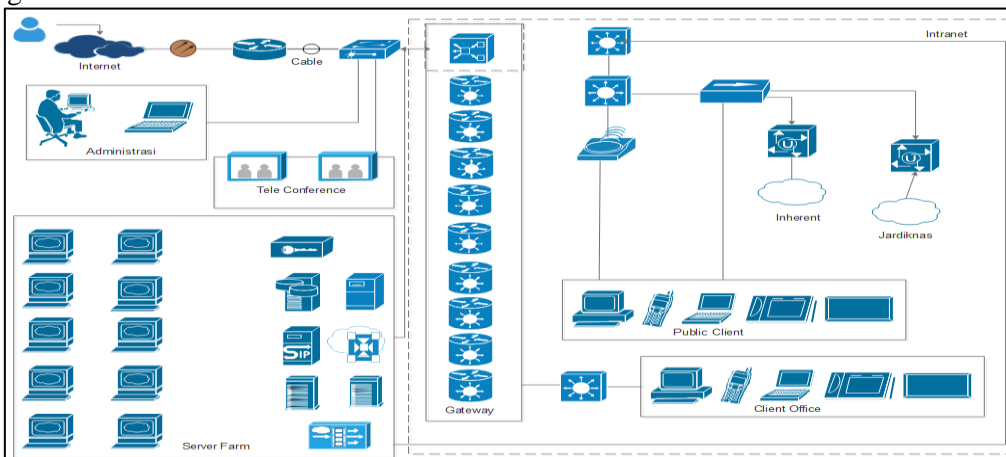 g
Internet
Cable
Intranet
Administrasi
Tele Conference
Inherent
Jardiknas
Public Client
SIP
Client Office
Gateway
Server Farm
U
U